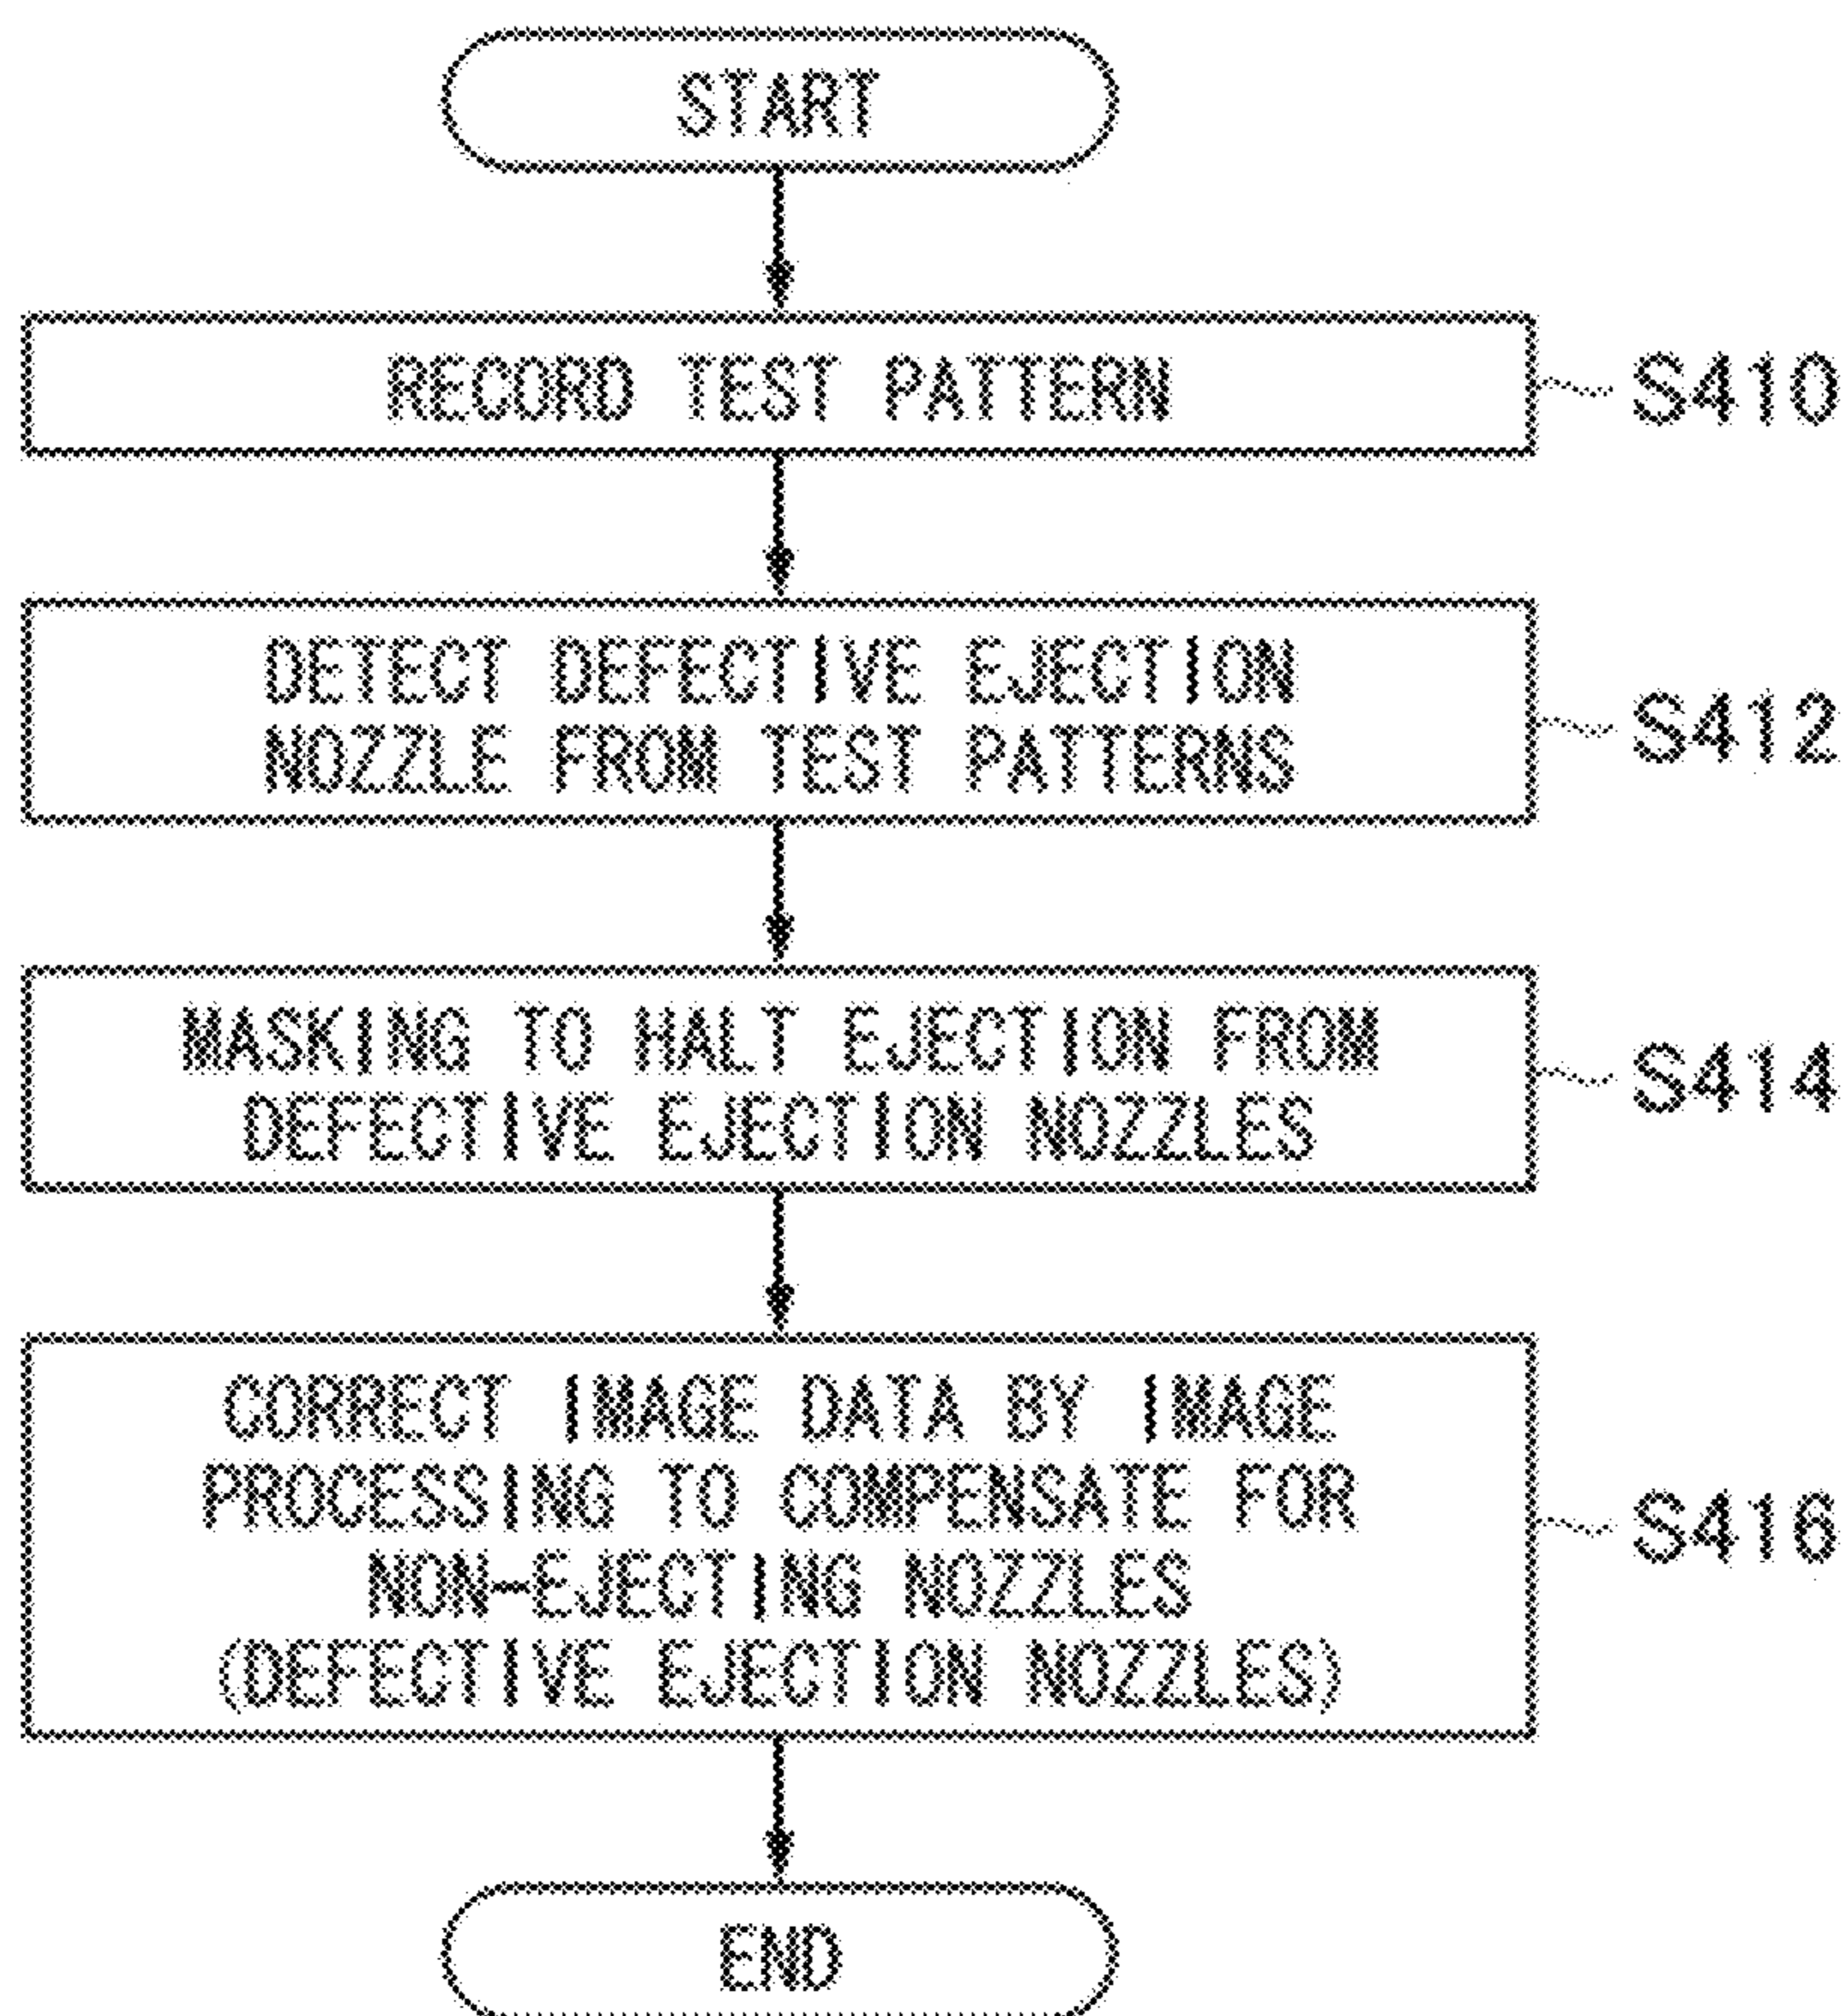 START
RECORD TEST PATTERN
S410
DETECT DEFECTIVE EJECTION
NOZZLE FROM TEST PATTERNS
S412
MASKING TO HALT EJECTION FROM
DEFECTIVE EJECTION NOZZLES
S414
CORRECT IMAGE DATA BY IMAGE
PROCESSING TO COMPENSATE FOR
NON-EJECTING NOZZLES
(DEFECTIVE EJECTION NOZZLES)
S416
END